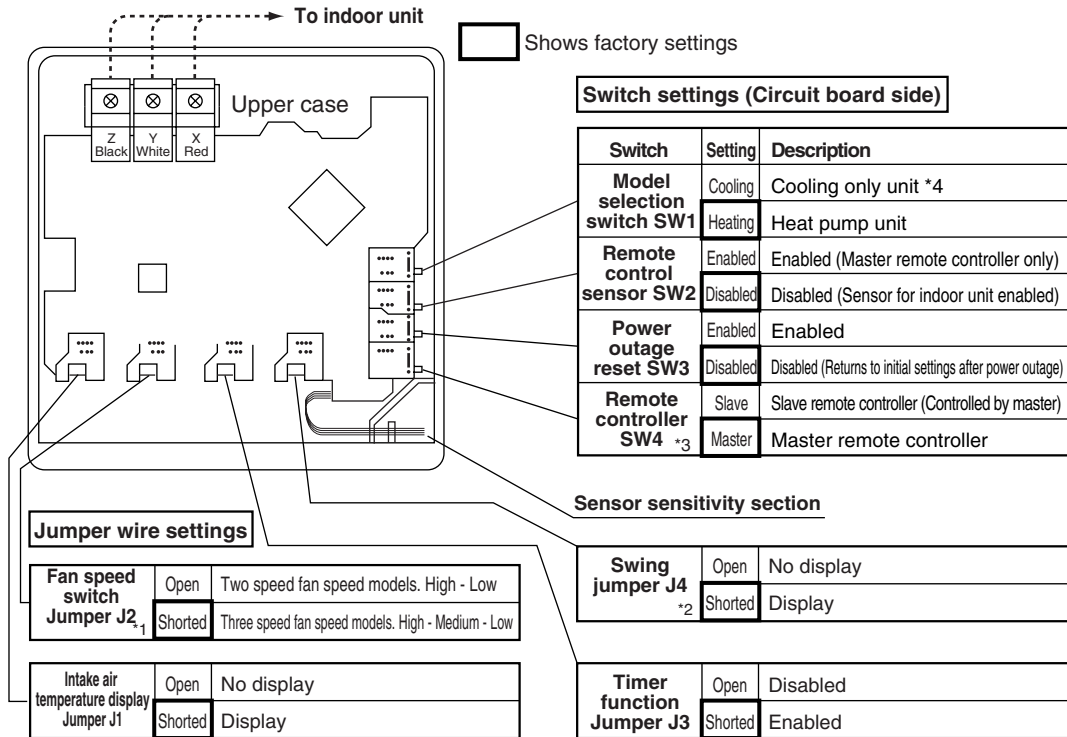 To indoor unit
Shows factory settings
Upper case
Z Black
Y White
X Red
Switch settings (Circuit board side)
Switch Setting Description
Model selection switch SW1
Cooling Cooling only unit *4
Heating Heat pump unit
Remote control sensor SW2
Enabled Enabled (Master remote controller only)
Disabled Disabled (Sensor for indoor unit enabled)
Power outage reset SW3
Enabled Enabled
Disabled Disabled (Returns to initial settings after power outage)
Remote controller SW4 *3
Slave Slave remote controller (Controlled by master)
Master Master remote controller
Sensor sensitivity section
Jumper wire settings
Fan speed switch Jumper J2 *1
Open Two speed fan speed models. High - Low
Shorted Three speed fan speed models. High - Medium - Low
Intake air temperature display Jumper J1
Open No display
Shorted Display
Swing jumper J4 *2
Open No display
Shorted Display
Timer function Jumper J3
Open Disabled
Shorted Enabled